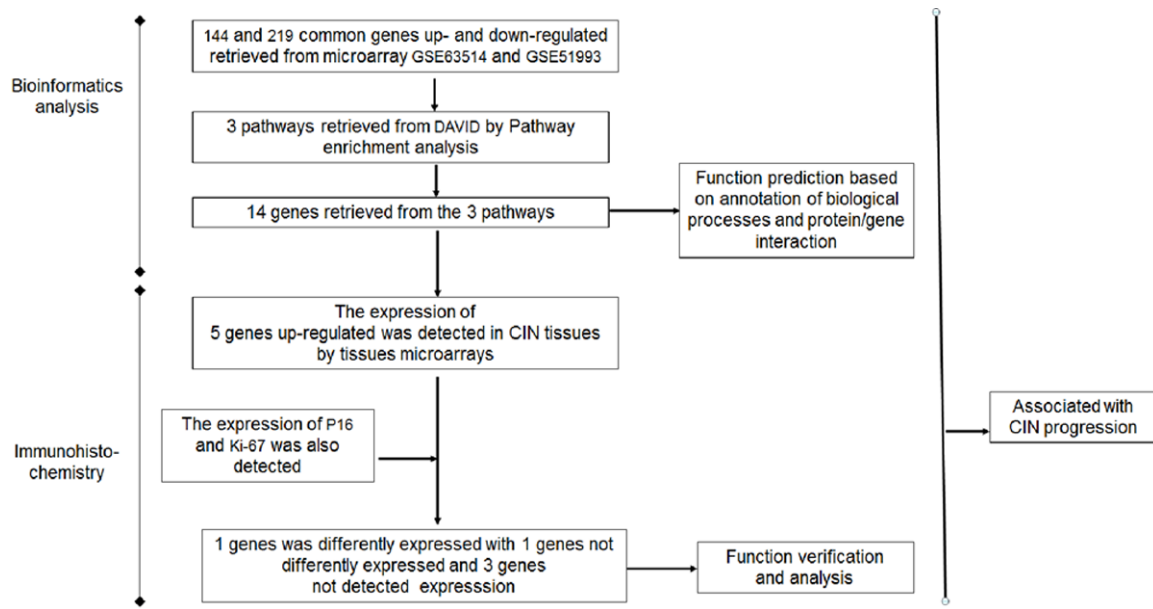 144 and 219 common genes up- and down-regulated
retrieved from microarray GSE63514 and GSE51993
Bioinformatics
analysis
3 pathways retrieved from DAVID by Pathway
enrichment analysis
14 genes retrieved from the 3 pathways
Function prediction based
on annotation of biological
processes and protein/gene
interaction
The expression of
5 genes up-regulated was detected in CIN tissues
by tissues microarrays
The expression of P16
and Ki-67 was also
detected
Immunohisto-
chemistry
Associated with
CIN progression
1 genes was differently expressed with 1 genes not
differently expressed and 3 genes
not detected expresssion
Function verification
and analysis